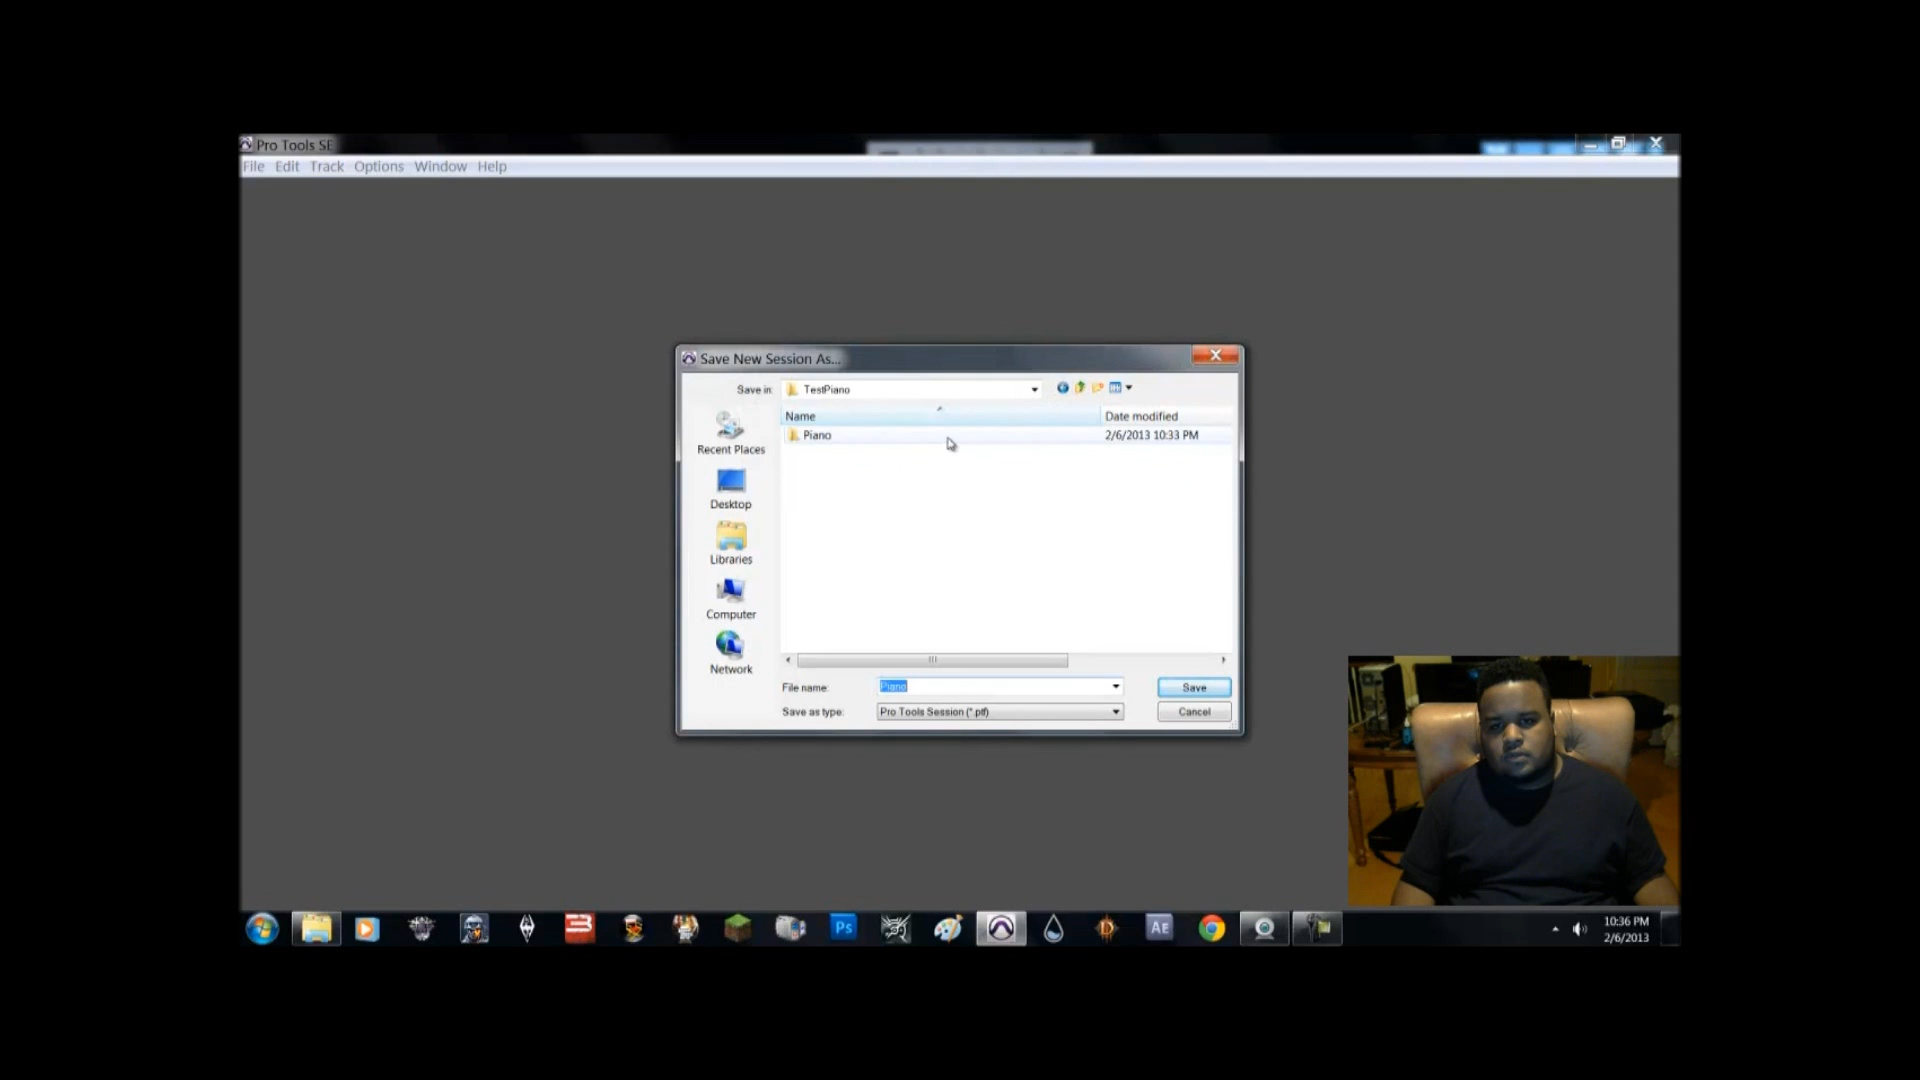 Pro Tools SE
File Edit Track Options Window Help
Save New Session As...
Save in: TestPiano
Name Date modified
Piano 2/6/2013 10:33 PM
Recent Places
Desktop
Libraries
Computer
Network
File name: Piano Save
Save as type: Pro Tools Session (*.ptf) Cancel
Ps AE
10:36 PM
2/6/2013